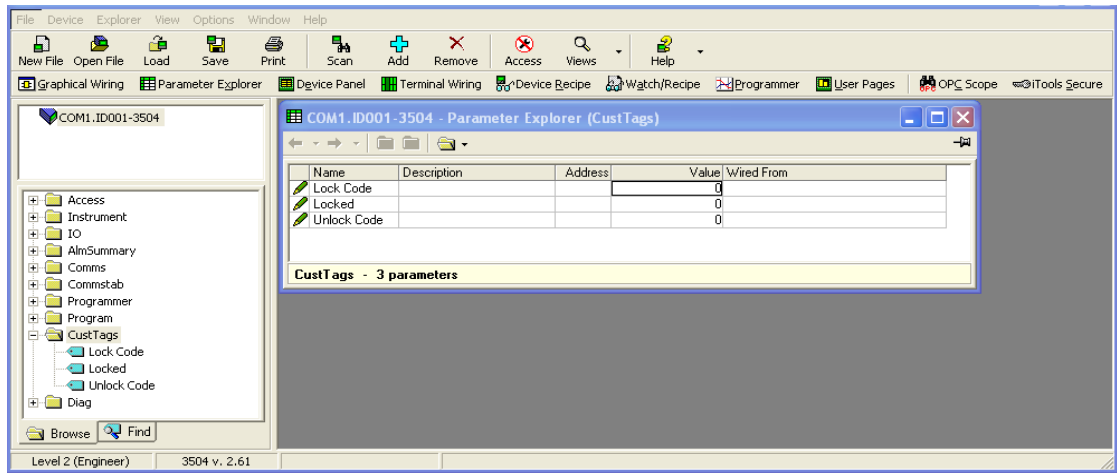 File Device Explorer View Options Window Help
New File Open File Load Save Print Scan Add Remove Access Views Help
Graphical Wiring Parameter Explorer Device Panel Terminal Wiring Device Recipe Watch/Recipe Programmer User Pages OPC Scope iTools Secure
COM1.ID001-3504
COM1.ID001-3504 - Parameter Explorer (CustTags)
Name Description Address Value Wired From
Lock Code 0
Locked 0
Unlock Code 0
CustTags - 3 parameters
Access
Instrument
IO
AlmSummary
Comms
Commstab
Programmer
Program
CustTags
Lock Code
Locked
Unlock Code
Diag
Browse Find
Level 2 (Engineer) 3504 v. 2.61